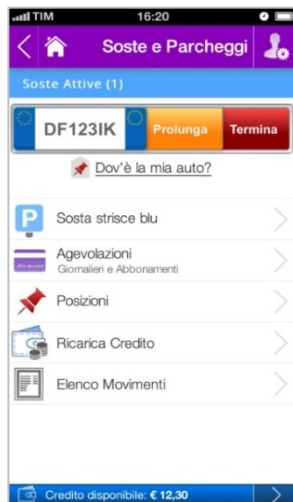 TIM 16:20
Soste e Parcheggi
Soste Attive (1)
DF123IK Prolunga Termina
Dov'è la mia auto?
P Sosta strisce blu
Agevolazioni
Giornalieri e Abbonamenti
Posizioni
Ricarica Credito
Elenco Movimenti
Credito disponibile: € 12,30